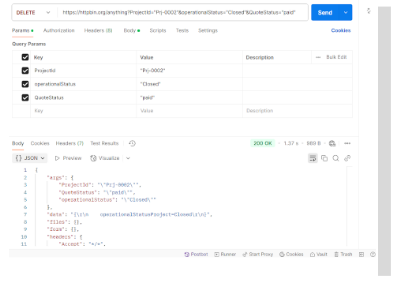 DELETE https://httpbin.org/anything?ProjectId="Prj-0002"&operationalStatus="Closed"&QuoteStatus="paid" Send
Params Authorization Headers (8) Body Scripts Tests Settings Cookies
Query Params
Key Value Description Bulk Edit
ProjectId "Prj-0002"
operationalStatus "Closed"
QuoteStatus "paid"
Key Value Description
Body Cookies Headers (7) Test Results 200 OK 1.37 s 889 B
{} JSON Preview Visualize
1 {
2 "args": {
3 "ProjectId": "\"Prj-0002\"",
4 "QuoteStatus": "\"paid\"",
5 "operationalStatus": "\"Closed\""
6 },
7 "data": "{\r\n    operationalStatusProject=Closed\r\n}",
8 "files": {},
9 "form": {},
10 "headers": {
11 "Accept": "*/*",
Postbot Runner Start Proxy Cookies Vault Trash